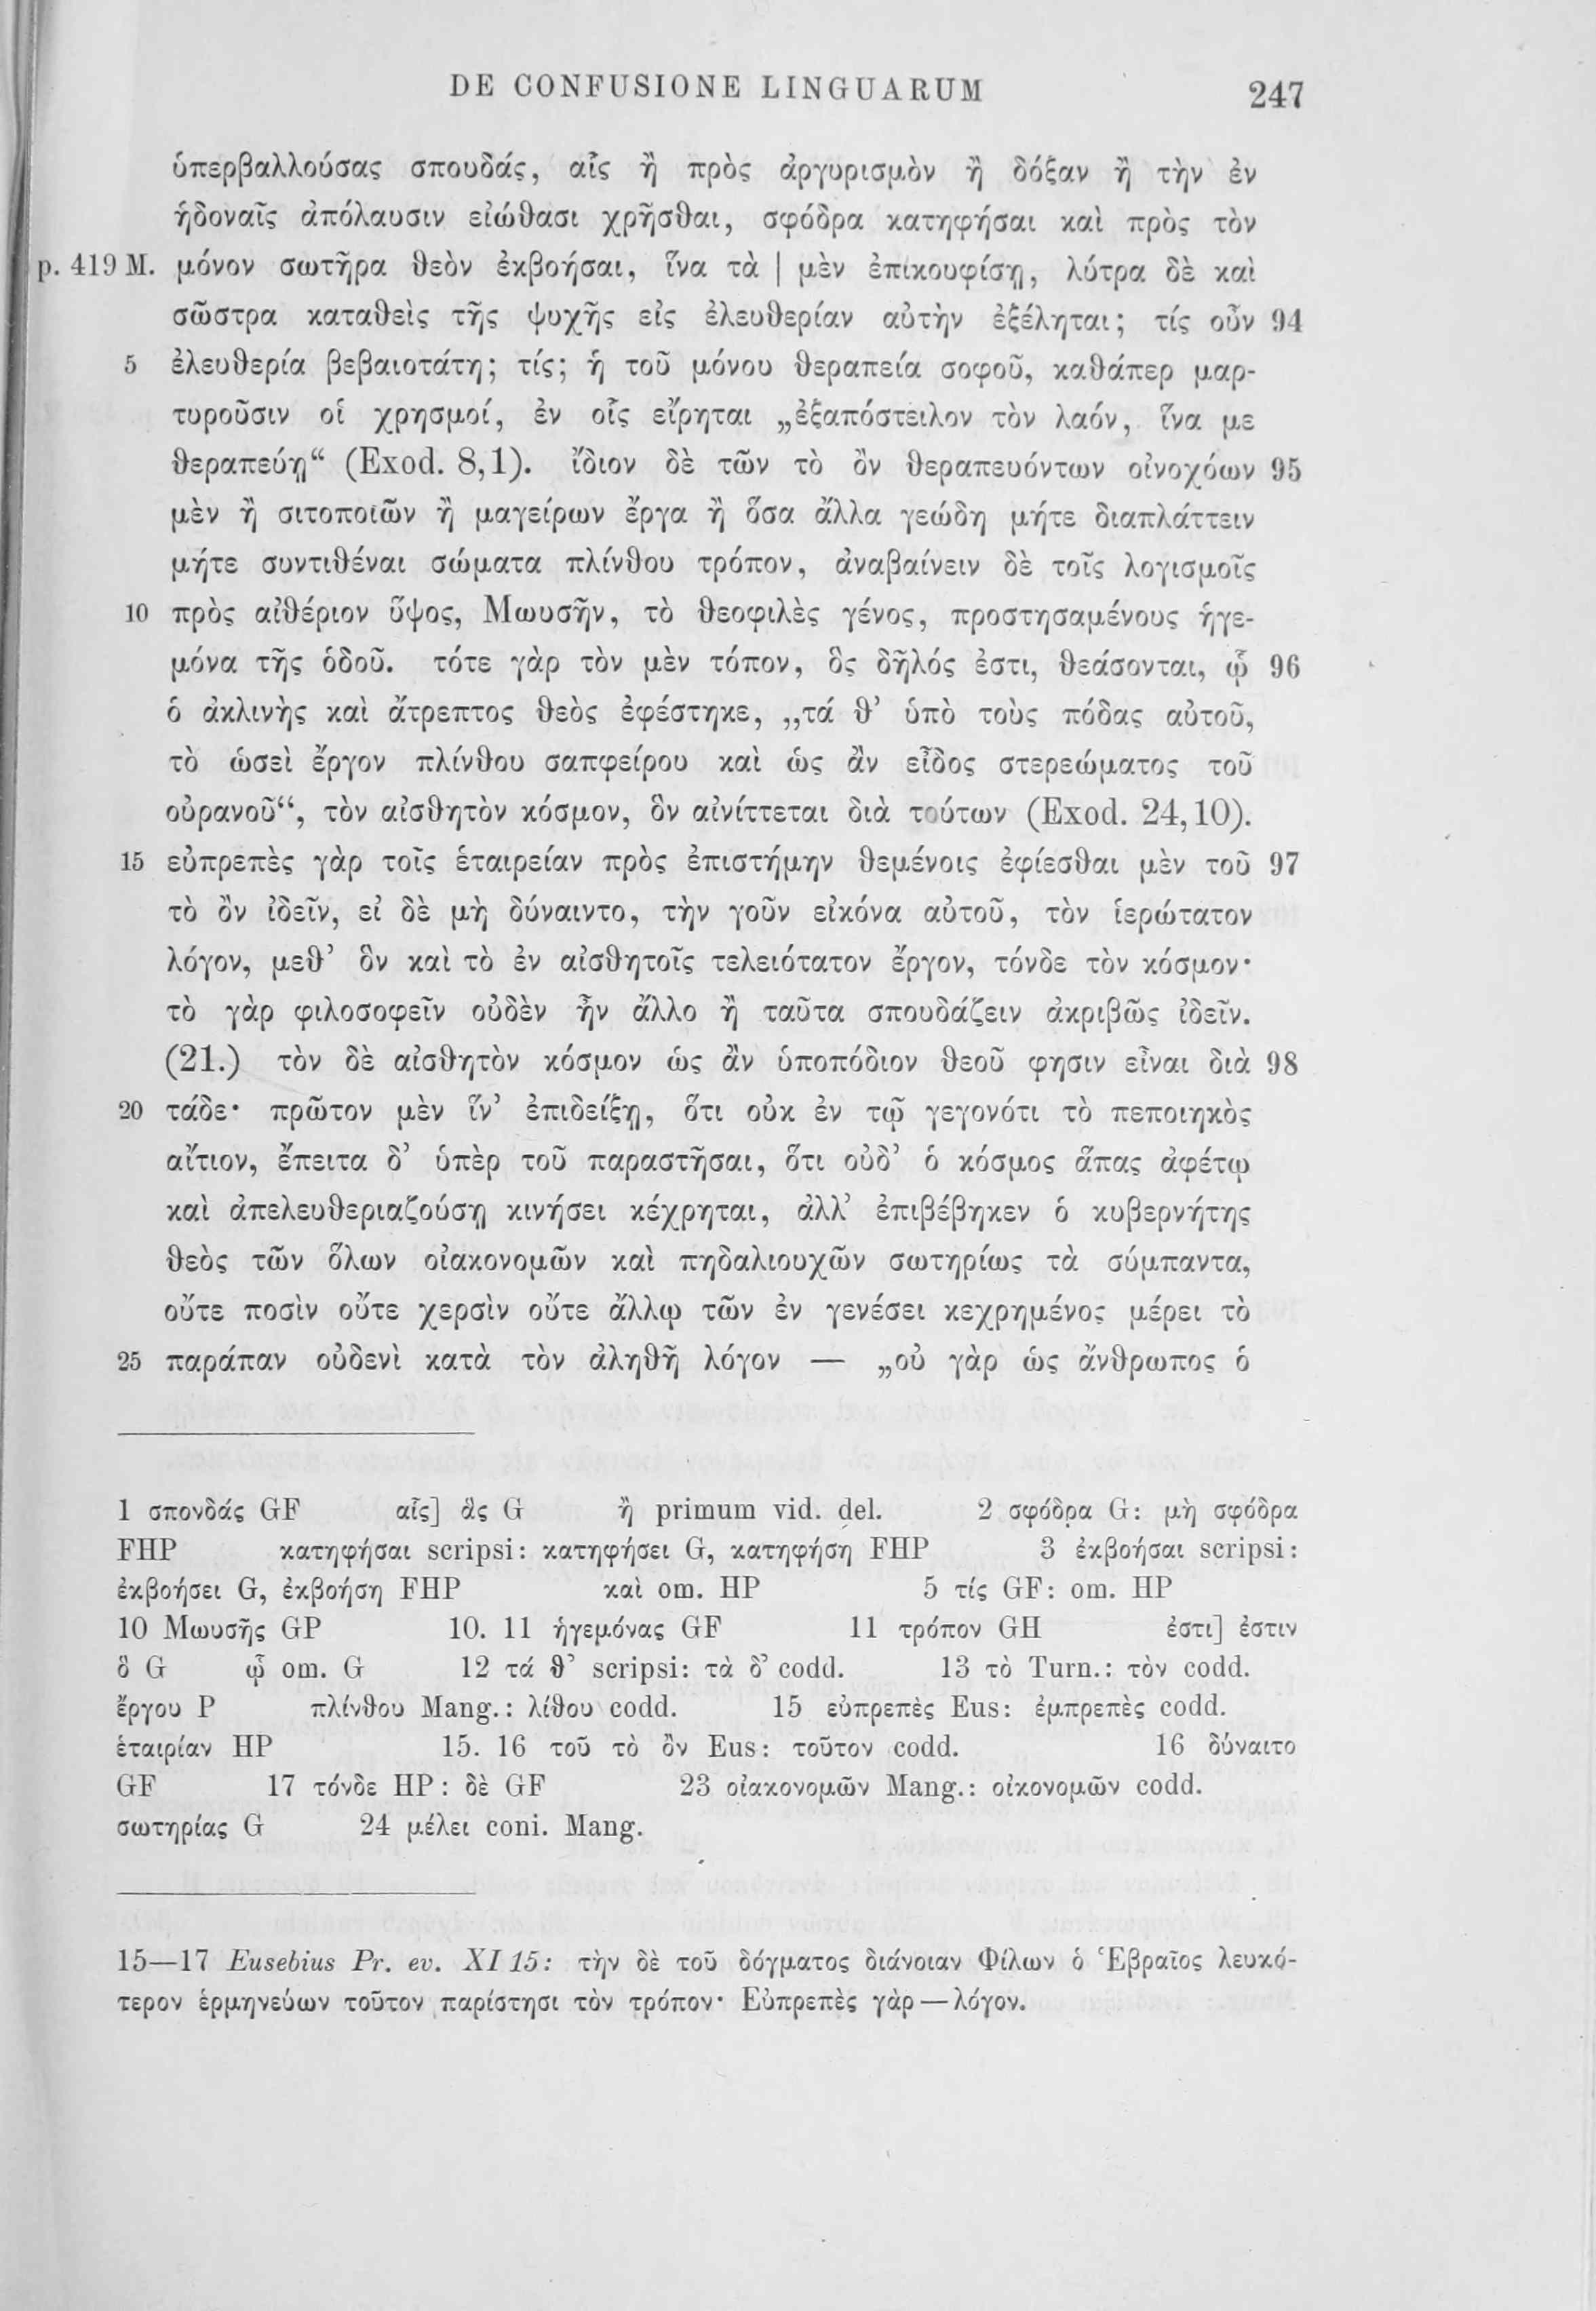 DE CONFUSIONE LINGUARUM 247
ὑπερβαλλούσας σπουδάς, αἷς ἢ πρὸς ἀργυρισμὸν ἢ δόξαν ἢ τὴν ἐν
ἡδοναῖς ἀπόλαυσιν εἰώθασι χρῆσθαι, σφόδρα κατηφήσαι καὶ πρὸς τὸν
p. 419 M. μόνον σωτῆρα θεὸν ἐκβοήσαι, ἵνα τὰ | μὲν ἐπικουφίσῃ, λύτρα δὲ καὶ
σῶστρα καταθεὶς τῆς ψυχῆς εἰς ἐλευθερίαν αὐτὴν ἐξέληται; τίς οὖν 94
5 ἐλευθερία βεβαιοτάτη; τίς; ἡ τοῦ μόνου θεραπεία σοφοῦ, καθάπερ μαρ-
τυροῦσιν οἱ χρησμοί, ἐν οἷς εἴρηται „ἐξαπόστειλον τὸν λαόν, ἵνα με
θεραπεύῃ“ (Exod. 8,1). ἴδιον δὲ τῶν τὸ ὂν θεραπευόντων οἰνοχόων 95
μὲν ἢ σιτοποιῶν ἢ μαγείρων ἔργα ἢ ὅσα ἄλλα γεώδη μήτε διαπλάττειν
μήτε συντιθέναι σώματα πλίνθου τρόπον, ἀναβαίνειν δὲ τοῖς λογισμοῖς
10 πρὸς αἰθέριον ὕψος, Μωυσῆν, τὸ θεοφιλὲς γένος, προστησαμένους ἡγε-
μόνα τῆς ὁδοῦ. τότε γὰρ τὸν μὲν τόπον, ὃς δῆλός ἐστι, θεάσονται, ᾧ 96
ὁ ἀκλινὴς καὶ ἄτρεπτος θεὸς ἐφέστηκε, „τά θ’ ὑπὸ τοὺς πόδας αὐτοῦ,
τὸ ὡσεὶ ἔργον πλίνθου σαπφείρου καὶ ὡς ἂν εἶδος στερεώματος τοῦ
οὐρανοῦ“, τὸν αἰσθητὸν κόσμον, ὃν αἰνίττεται διὰ τούτων (Exod. 24,10).
15 εὐπρεπὲς γὰρ τοῖς ἑταιρείαν πρὸς ἐπιστήμην θεμένοις ἐφίεσθαι μὲν τοῦ 97
τὸ ὂν ἰδεῖν, εἰ δὲ μὴ δύναιντο, τὴν γοῦν εἰκόνα αὐτοῦ, τὸν ἱερώτατον
λόγον, μεθ’ ὃν καὶ τὸ ἐν αἰσθητοῖς τελειότατον ἔργον, τόνδε τὸν κόσμον·
τὸ γὰρ φιλοσοφεῖν οὐδὲν ἦν ἄλλο ἢ ταῦτα σπουδάζειν ἀκριβῶς ἰδεῖν.
(21.) τὸν δὲ αἰσθητὸν κόσμον ὡς ἂν ὑποπόδιον θεοῦ φησιν εἶναι διὰ 98
20 τάδε· πρῶτον μὲν ἵν’ ἐπιδείξῃ, ὅτι οὐκ ἐν τῷ γεγονότι τὸ πεποιηκὸς
αἴτιον, ἔπειτα δ’ ὑπὲρ τοῦ παραστῆσαι, ὅτι οὐδ’ ὁ κόσμος ἅπας ἀφέτῳ
καὶ ἀπελευθεριαζούσῃ κινήσει κέχρηται, ἀλλ’ ἐπιβέβηκεν ὁ κυβερνήτης
θεὸς τῶν ὅλων οἰακονομῶν καὶ πηδαλιουχῶν σωτηρίως τὰ σύμπαντα,
οὔτε ποσὶν οὔτε χερσὶν οὔτε ἄλλῳ τῶν ἐν γενέσει κεχρημένος μέρει τὸ
25 παράπαν οὐδενὶ κατὰ τὸν ἀληθῆ λόγον — „οὐ γὰρ ὡς ἄνθρωπος ὁ
1 σπονδάς GF αἷς] ἃς G ἢ primum vid. del. 2 σφόδρα G: μὴ σφόδρα
FHP κατηφήσαι scripsi: κατηφήσει G, κατηφήσῃ FHP 3 ἐκβοήσαι scripsi:
ἐκβοήσει G, ἐκβοήσῃ FHP καὶ om. HP 5 τίς GF: om. HP
10 Μωυσῆς GP 10. 11 ἡγεμόνας GF 11 τρόπον GH ἐστι] ἐστιν
ὃ G ᾧ om. G 12 τά θ’ scripsi: τὰ δ’ codd. 13 τὸ Turn.: τὸν codd.
ἔργου P πλίνθου Mang.: λίθου codd. 15 εὐπρεπὲς Eus: ἐμπρεπὲς codd.
ἑταιρίαν HP 15. 16 τοῦ τὸ ὂν Eus: τοῦτον codd. 16 δύναιτο
GF 17 τόνδε HP: δὲ GF 23 οἰακονομῶν Mang.: οἰκονομῶν codd.
σωτηρίας G 24 μέλει coni. Mang.
15—17 Eusebius Pr. ev. XI 15: τὴν δὲ τοῦ δόγματος διάνοιαν Φίλων ὁ Ἑβραῖος λευκό-
τερον ἑρμηνεύων τοῦτον παρίστησι τὸν τρόπον· Εὐπρεπὲς γὰρ — λόγον.